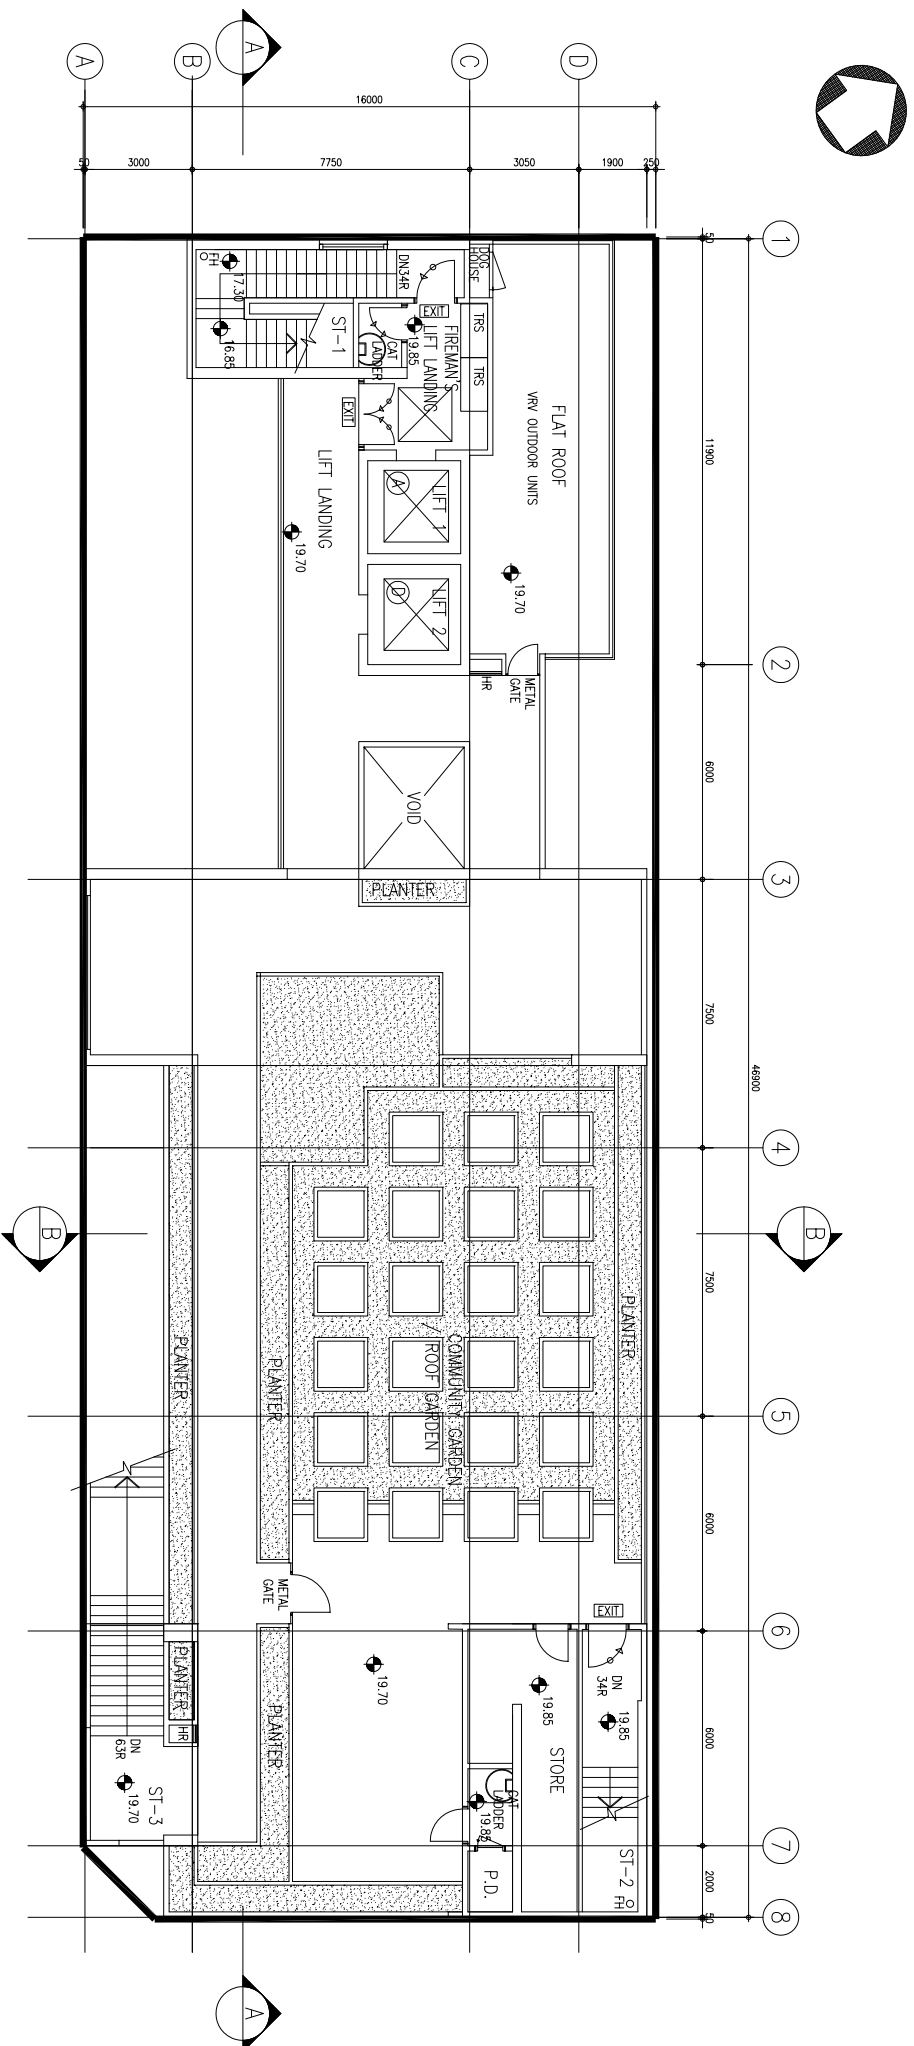 A
A
B
C
D
16000
50
3000
7750
3050
1900
250
1
50
FH
17.30
16.85
DN34R
DOG
HOUSE
EXIT
19.85
ST-1
CAT
LADDER
FIREMAN'S
LIFT LANDING
TRS
TRS
EXIT
FLAT ROOF
VRV OUTDOOR UNITS
11900
LIFT LANDING
19.70
LIFT 1
A
19.70
LIFT 2
D
HR
METAL
GATE
2
6000
VOID
3
PLANTER
7500
46900
4
B
B
7500
PLANTER
PLANTER
PLANTER
COMMUNITY GARDEN
/ ROOF GARDEN
5
6000
METAL
GATE
EXIT
6
PLANTER
HR
PLANTER
19.70
19.85
DN
34R
19.85
STORE
6000
DN
63R
19.70
ST-3
CAT
LADDER
19.85
P.D.
ST-2
FH
7
2000
50
8
A